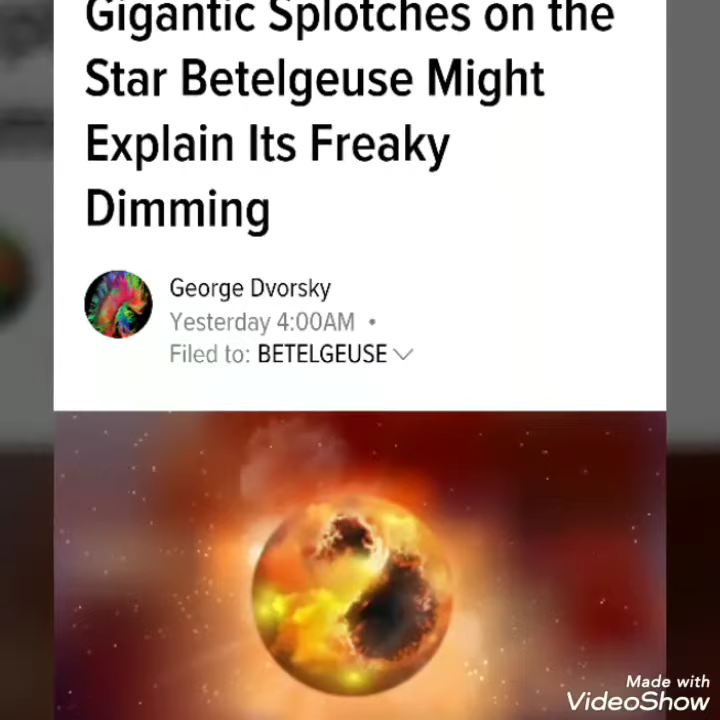 Gigantic Splotches on the
Star Betelgeuse Might
Explain Its Freaky
Dimming
George Dvorsky
Yesterday 4:00AM •
Filed to: BETELGEUSE
Made with
VideoShow